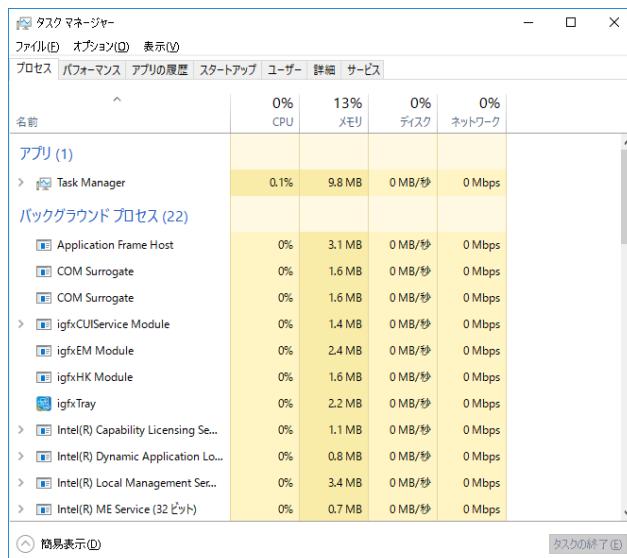 タスク マネージャー
ファイル(F) オプション(O) 表示(V)
プロセス パフォーマンス アプリの履歴 スタートアップ ユーザー 詳細 サービス
0% 13% 0% 0%
名前 CPU メモリ ディスク ネットワーク
アプリ (1)
Task Manager 0.1% 9.8 MB 0 MB/秒 0 Mbps
バックグラウンド プロセス (22)
Application Frame Host 0% 3.1 MB 0 MB/秒 0 Mbps
COM Surrogate 0% 1.6 MB 0 MB/秒 0 Mbps
COM Surrogate 0% 1.6 MB 0 MB/秒 0 Mbps
igfxCUIService Module 0% 1.4 MB 0 MB/秒 0 Mbps
igfxEM Module 0% 2.4 MB 0 MB/秒 0 Mbps
igfxHK Module 0% 1.6 MB 0 MB/秒 0 Mbps
igfxTray 0% 2.2 MB 0 MB/秒 0 Mbps
Intel(R) Capability Licensing Se... 0% 1.1 MB 0 MB/秒 0 Mbps
Intel(R) Dynamic Application Lo... 0% 0.8 MB 0 MB/秒 0 Mbps
Intel(R) Local Management Ser... 0% 3.4 MB 0 MB/秒 0 Mbps
Intel(R) ME Service (32 ビット) 0% 0.7 MB 0 MB/秒 0 Mbps
簡易表示(D) タスクの終了(E)